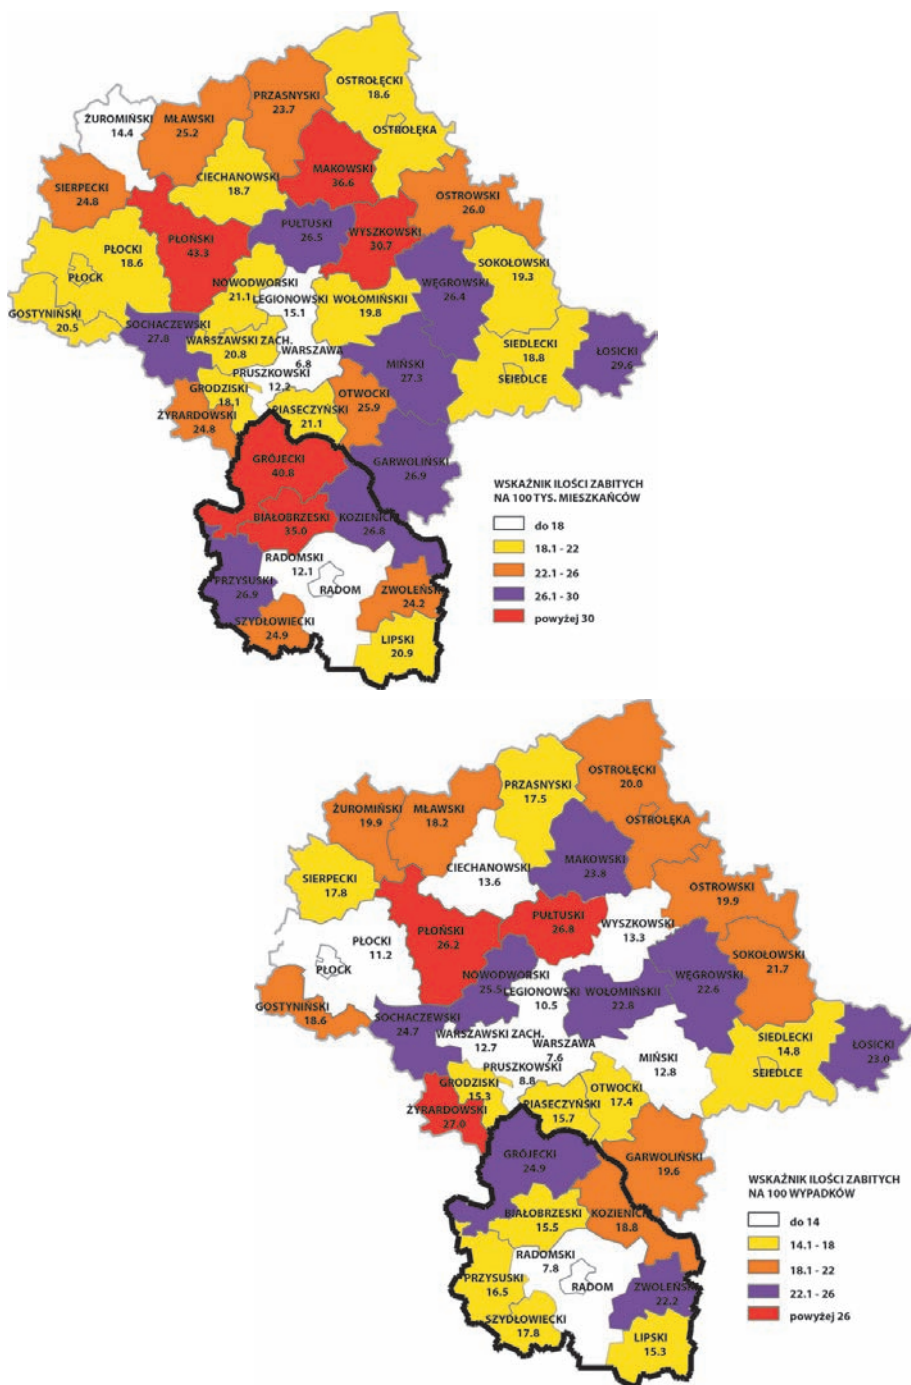 OSTROŁĘCKI
18.6
PRZASNYSKI
23.7
ŻUROMIŃSKI
14.4
MŁAWSKI
25.2
OSTROŁĘKA
MAKOWSKI
36.6
CIECHANOWSKI
18.7
SIERPECKI
24.8
OSTROWSKI
26.0
PUŁTUSKI
26.5
WYSZKOWSKI
30.7
PŁOŃSKI
43.3
PŁOCKI
18.6
PŁOCK
SOKOŁOWSKI
19.3
WĘGROWSKI
26.4
NOWODWORSKI
21.1
LEGIONOWSKI
15.1
WOŁOMIŃSKII
19.8
GOSTYNIŃSKI
20.5
SOCHACZEWSKI
27.8
WARSZAWSKI ZACH.
20.8
WARSZAWA
6.8
SIEDLECKI
18.8
ŁOSICKI
29.6
MIŃSKI
27.3
SEIEDLCE
PRUSZKOWSKI
12.2
GRODZISKI
18.1
OTWOCKI
25.9
PIASECZYŃSKI
21.1
ŻYRARDOWSKI
24.8
GRÓJECKI
40.8
GARWOLIŃSKI
26.9
BIAŁOBRZESKI
35.0
KOZIENICKI
26.8
RADOMSKI
12.1
RADOM
PRZYSUSKI
26.9
ZWOLEŃSKI
24.2
SZYDŁOWIECKI
24.9
LIPSKI
20.9
WSKAŹNIK ILOŚCI ZABITYCH
NA 100 TYS. MIESZKAŃCÓW
do 18
18.1 - 22
22.1 - 26
26.1 - 30
powyżej 30
OSTROŁĘCKI
20.0
PRZASNYSKI
17.5
ŻUROMIŃSKI
19.9
MŁAWSKI
18.2
OSTROŁĘKA
MAKOWSKI
23.8
CIECHANOWSKI
13.6
SIERPECKI
17.8
OSTROWSKI
19.9
PUŁTUSKI
26.8
WYSZKOWSKI
13.3
PŁOŃSKI
26.2
PŁOCKI
11.2
PŁOCK
SOKOŁOWSKI
21.7
WĘGROWSKI
22.6
NOWODWORSKI
25.5
LEGIONOWSKI
10.5
WOŁOMIŃSKII
22.8
GOSTYNIŃSKI
18.6
SOCHACZEWSKI
24.7
WARSZAWSKI ZACH.
12.7
WARSZAWA
7.6
SIEDLECKI
14.8
ŁOSICKI
23.0
MIŃSKI
12.8
SEIEDLCE
PRUSZKOWSKI
8.8
GRODZISKI
15.3
OTWOCKI
17.4
PIASECZYŃSKI
15.7
ŻYRARDOWSKI
27.0
GRÓJECKI
24.9
GARWOLIŃSKI
19.6
BIAŁOBRZESKI
15.5
KOZIENICKI
18.8
RADOMSKI
7.8
RADOM
PRZYSUSKI
16.5
ZWOLEŃSKI
22.2
SZYDŁOWIECKI
17.8
LIPSKI
15.3
WSKAŹNIK ILOŚCI ZABITYCH
NA 100 WYPADKÓW
do 14
14.1 - 18
18.1 - 22
22.1 - 26
powyżej 26